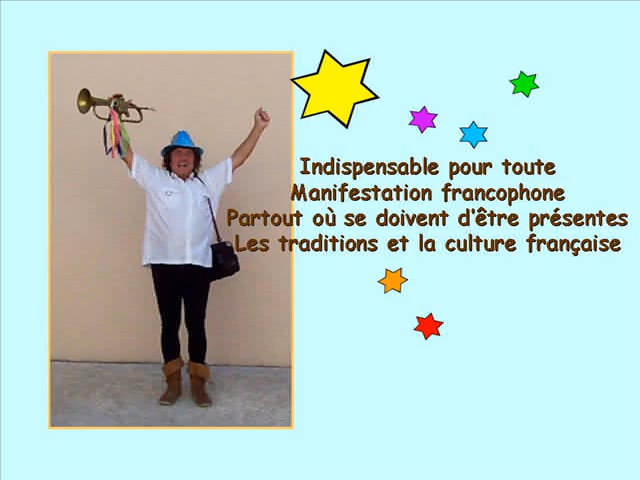 Indispensable pour toute
Manifestation francophone
Partout où se doivent d'être présentes
Les traditions et la culture française